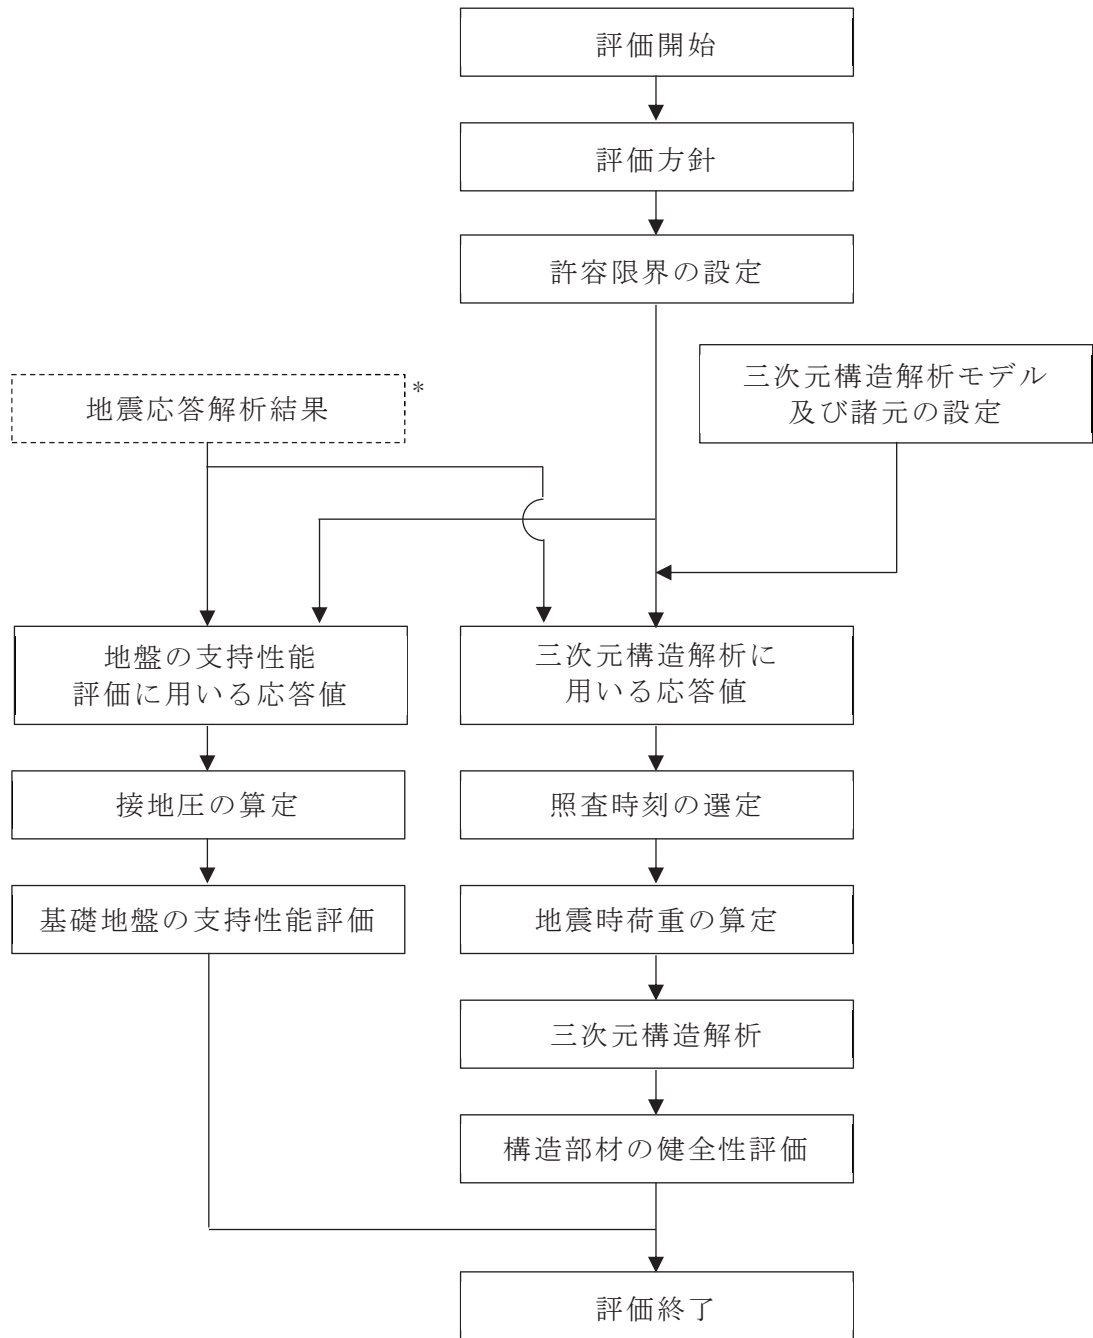 評価開始
評価方針
許容限界の設定
三次元構造解析モデル
及び諸元の設定
地震応答解析結果
*
地盤の支持性能
評価に用いる応答値
三次元構造解析に
用いる応答値
接地圧の算定
照査時刻の選定
基礎地盤の支持性能評価
地震時荷重の算定
三次元構造解析
構造部材の健全性評価
評価終了